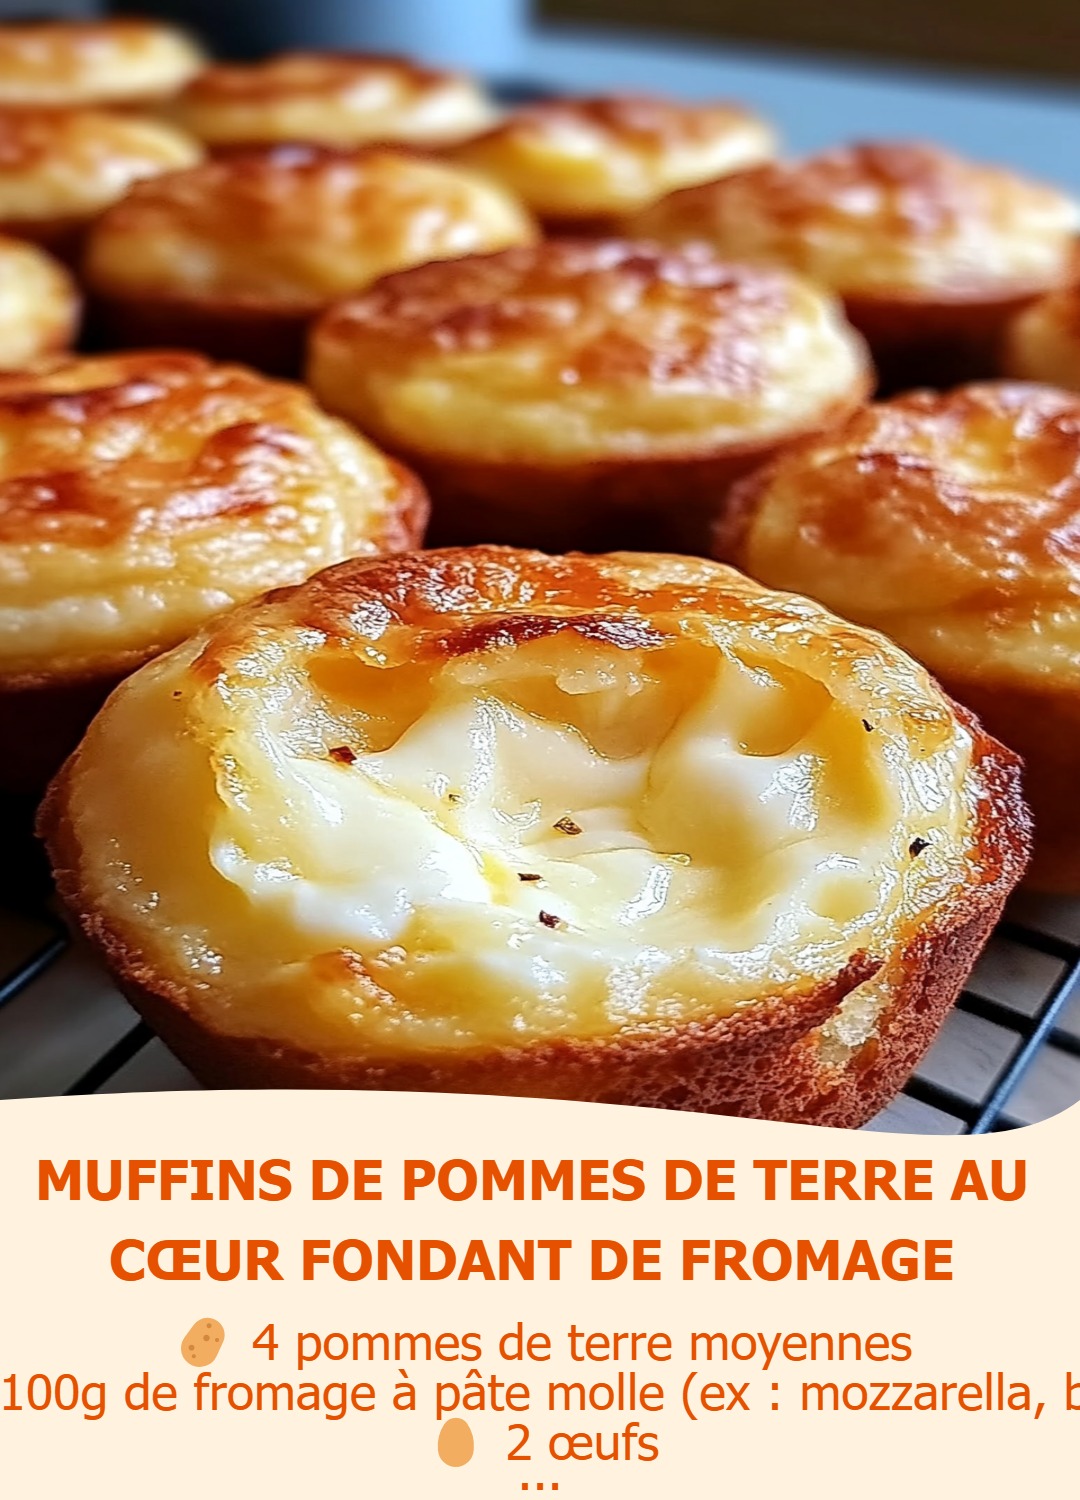 MUFFINS DE POMMES DE TERRE AU
CŒUR FONDANT DE FROMAGE
🥔 4 pommes de terre moyennes
100g de fromage à pâte molle (ex : mozzarella, b
🥚 2 œufs
...